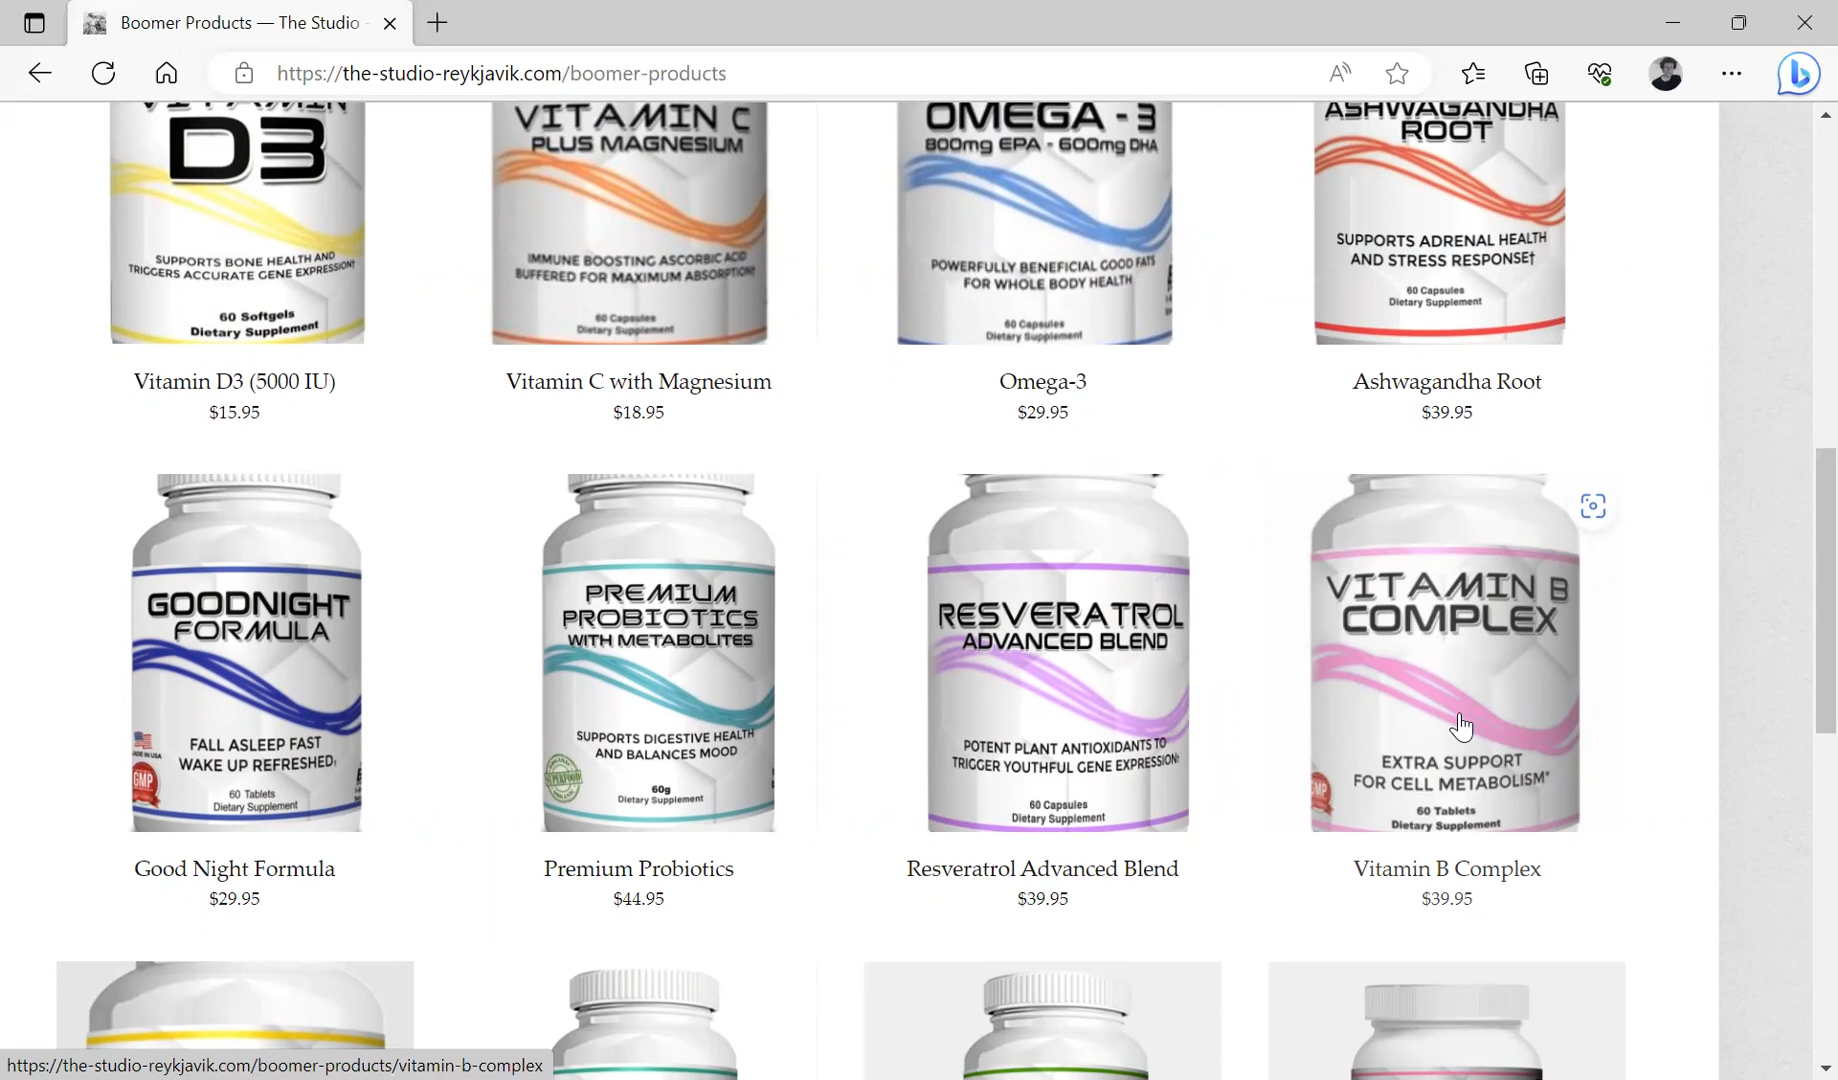 Boomer Products — The Studio
https://the-studio-reykjavik.com/boomer-products
VITAMIN
D3
SUPPORTS BONE HEALTH AND
TRIGGERS ACCURATE GENE EXPRESSION†
60 Softgels
Dietary Supplement
VITAMIN C
PLUS MAGNESIUM
IMMUNE BOOSTING ASCORBIC ACID
BUFFERED FOR MAXIMUM ABSORPTION†
60 Capsules
Dietary Supplement
OMEGA - 3
800mg EPA - 600mg DHA
POWERFULLY BENEFICIAL GOOD FATS
FOR WHOLE BODY HEALTH
60 Capsules
Dietary Supplement
ASHWAGANDHA
ROOT
SUPPORTS ADRENAL HEALTH
AND STRESS RESPONSE†
60 Capsules
Dietary Supplement
Vitamin D3 (5000 IU)
$15.95
Vitamin C with Magnesium
$18.95
Omega-3
$29.95
Ashwagandha Root
$39.95
GOODNIGHT
FORMULA
MADE IN USA
GMP
FALL ASLEEP FAST
WAKE UP REFRESHED†
60 Tablets
Dietary Supplement
PREMIUM
PROBIOTICS
WITH METABOLITES
SUPPORTS DIGESTIVE HEALTH
AND BALANCES MOOD
SUPERFOOD
60g
Dietary Supplement
RESVERATROL
ADVANCED BLEND
POTENT PLANT ANTIOXIDANTS TO
TRIGGER YOUTHFUL GENE EXPRESSION†
60 Capsules
Dietary Supplement
VITAMIN B
COMPLEX
EXTRA SUPPORT
FOR CELL METABOLISM*
GMP
60 Tablets
Dietary Supplement
Good Night Formula
$29.95
Premium Probiotics
$44.95
Resveratrol Advanced Blend
$39.95
Vitamin B Complex
$39.95
https://the-studio-reykjavik.com/boomer-products/vitamin-b-complex